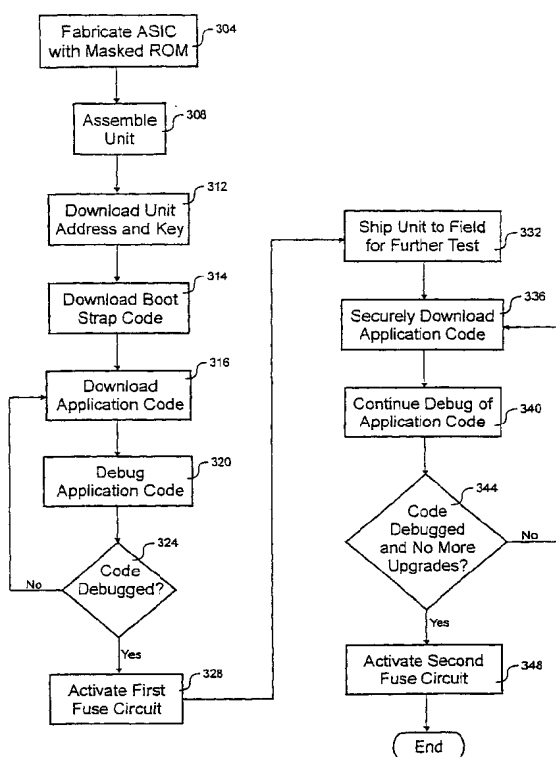 Fabricate ASIC
with Masked ROM
304
Assemble
Unit
308
Download Unit
Address and Key
312
Download Boot
Strap Code
314
Download
Application Code
316
Debug
Application Code
320
Code
Debugged?
324
No
Yes
Activate First
Fuse Circuit
328
Ship Unit to Field
for Further Test
332
Securely Download
Application Code
336
Continue Debug of
Application Code
340
Code
Debugged
and No More
Upgrades?
344
No
Yes
Activate Second
Fuse Circuit
348
End